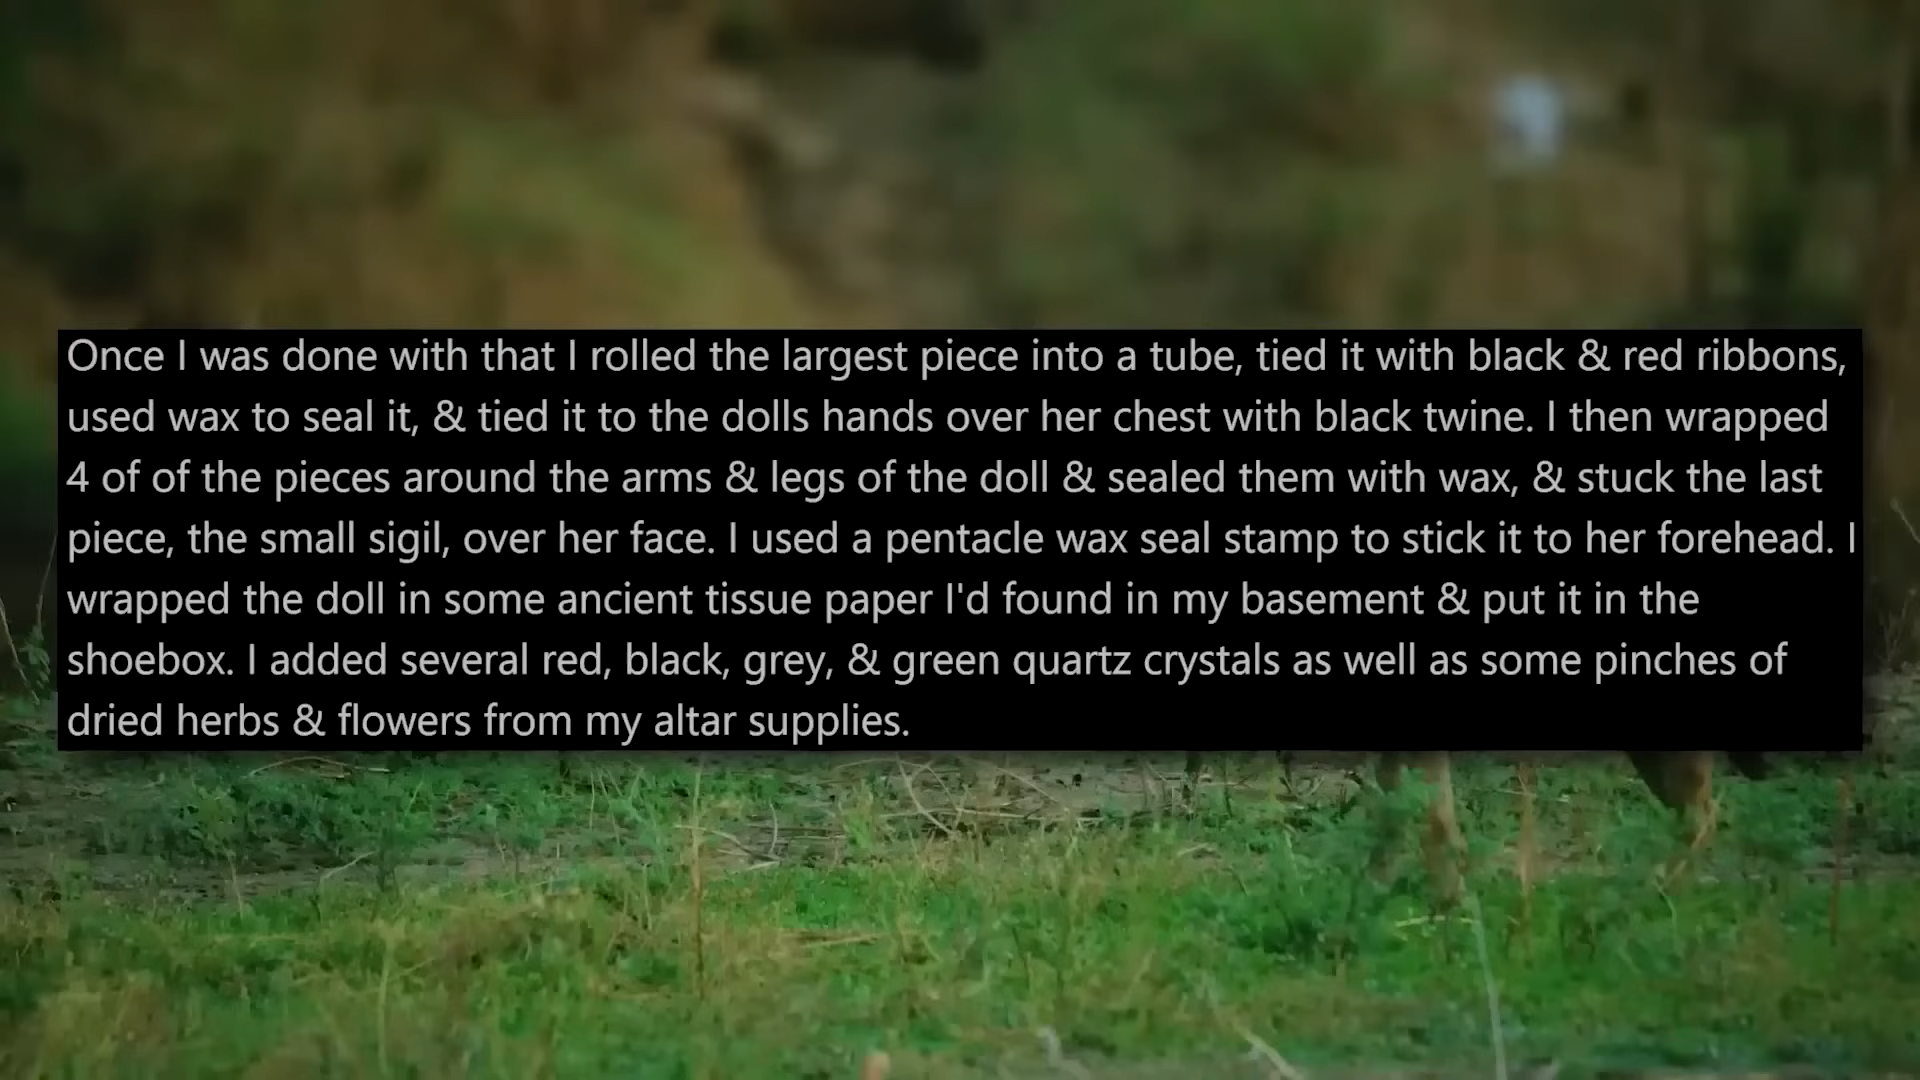 Once I was done with that I rolled the largest piece into a tube, tied it with black & red ribbons,
used wax to seal it, & tied it to the dolls hands over her chest with black twine. I then wrapped
4 of of the pieces around the arms & legs of the doll & sealed them with wax, & stuck the last
piece, the small sigil, over her face. I used a pentacle wax seal stamp to stick it to her forehead. I
wrapped the doll in some ancient tissue paper I'd found in my basement & put it in the
shoebox. I added several red, black, grey, & green quartz crystals as well as some pinches of
dried herbs & flowers from my altar supplies.